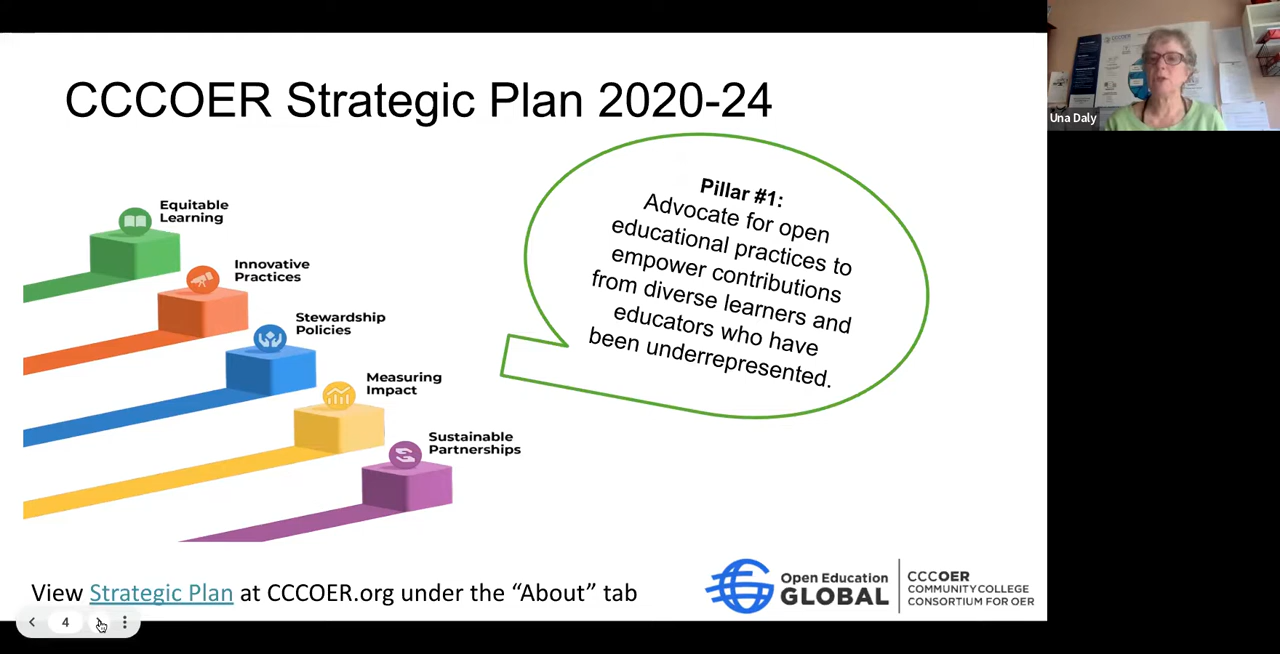 CCCOER Strategic Plan 2020-24
Una Daly
Equitable
Learning
Innovative
Practices
Stewardship
Policies
Measuring
Impact
Sustainable
Partnerships
Pillar #1:
Advocate for open
educational practices to
empower contributions
from diverse learners and
educators who have
been underrepresented.
View Strategic Plan at CCCOER.org under the “About” tab
Open Education
GLOBAL
CCCOER
COMMUNITY COLLEGE
CONSORTIUM FOR OER
4